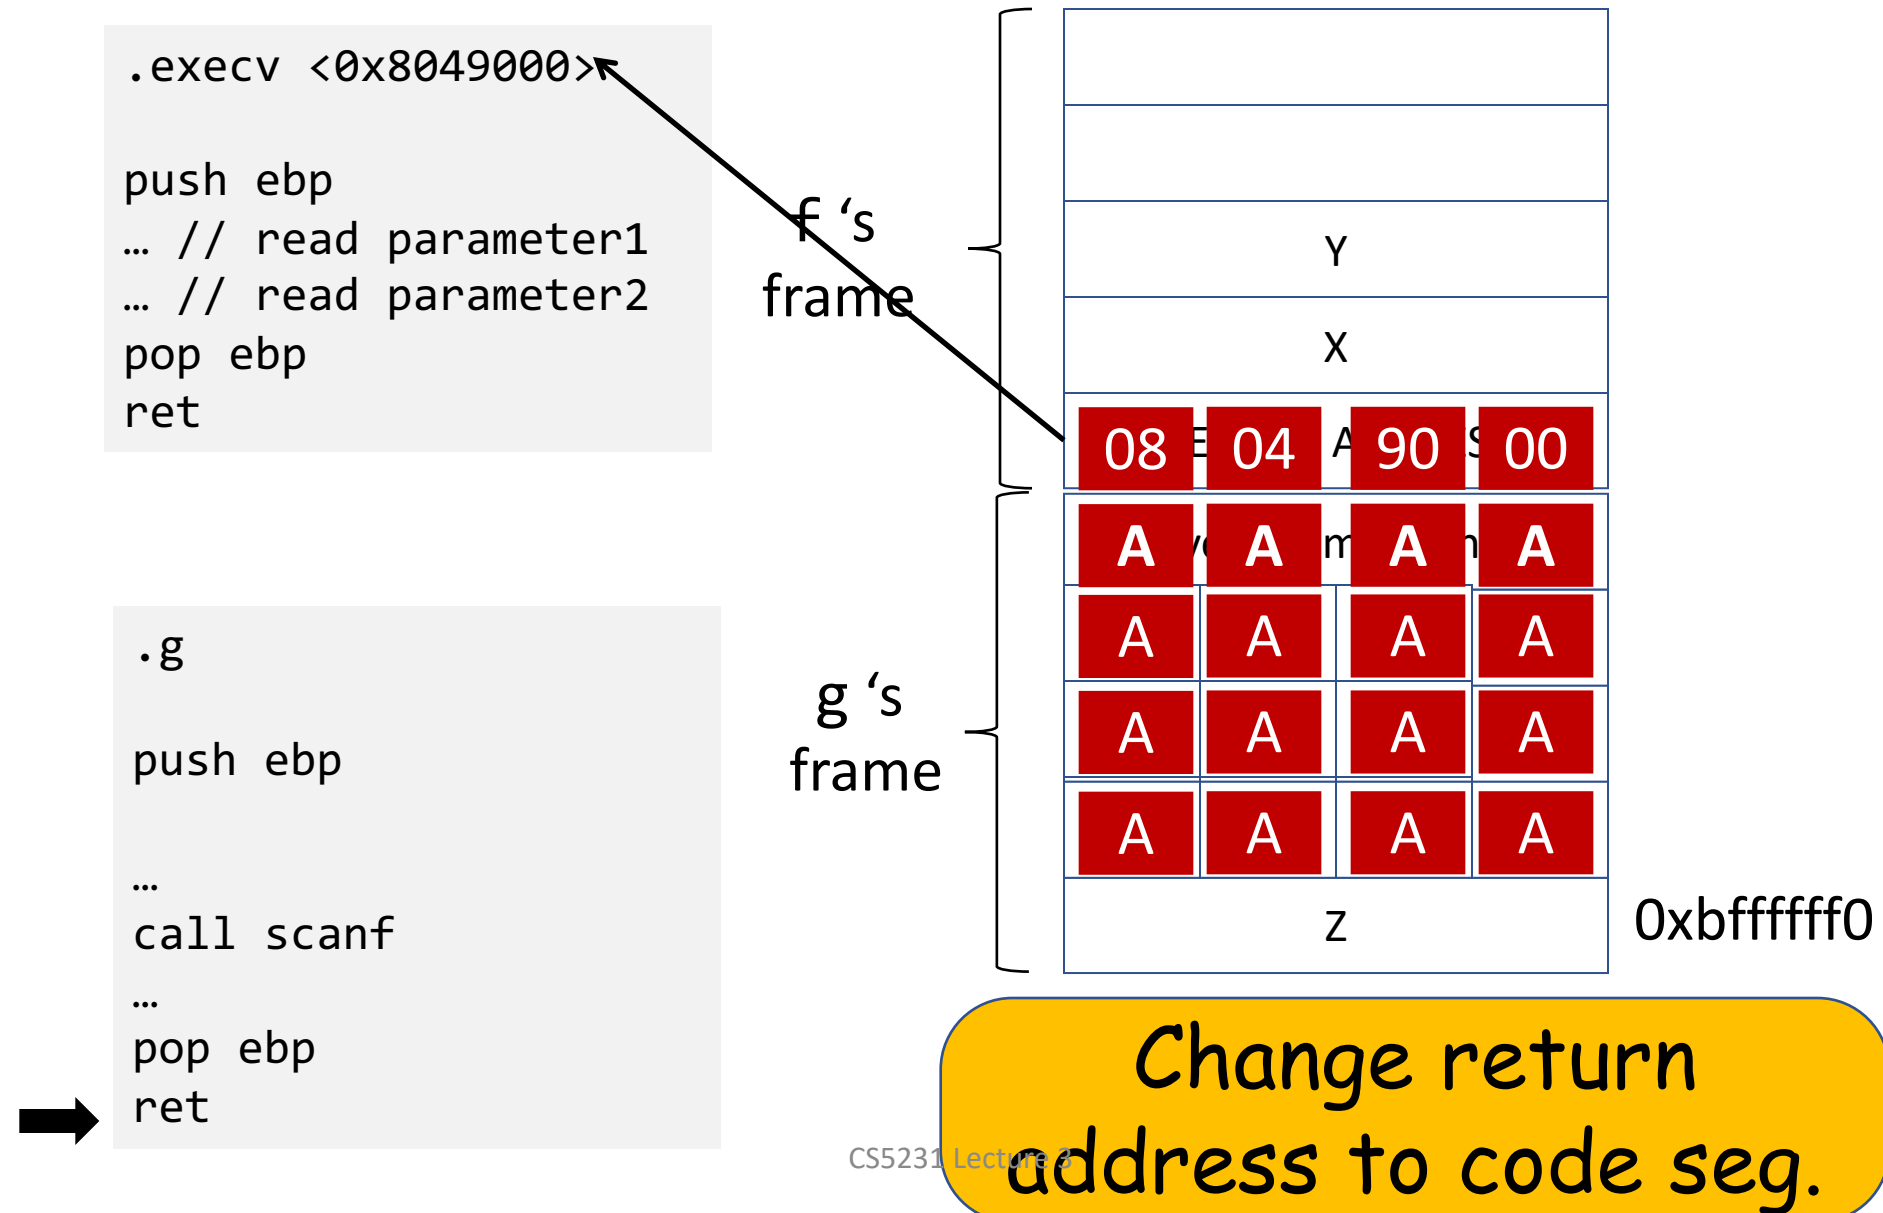 .execv <0x8049000>
push ebp
… // read parameter1
… // read parameter2
pop ebp
ret
.g
push ebp
…
call scanf
…
pop ebp
ret
f ‘s
frame
g ‘s
frame
Y
X
08 04 90 00
A A A A
A A A A
A A A A
A A A A
Z
0xbffffff0
Change return
address to code seg.
CS5231 Lecture 3